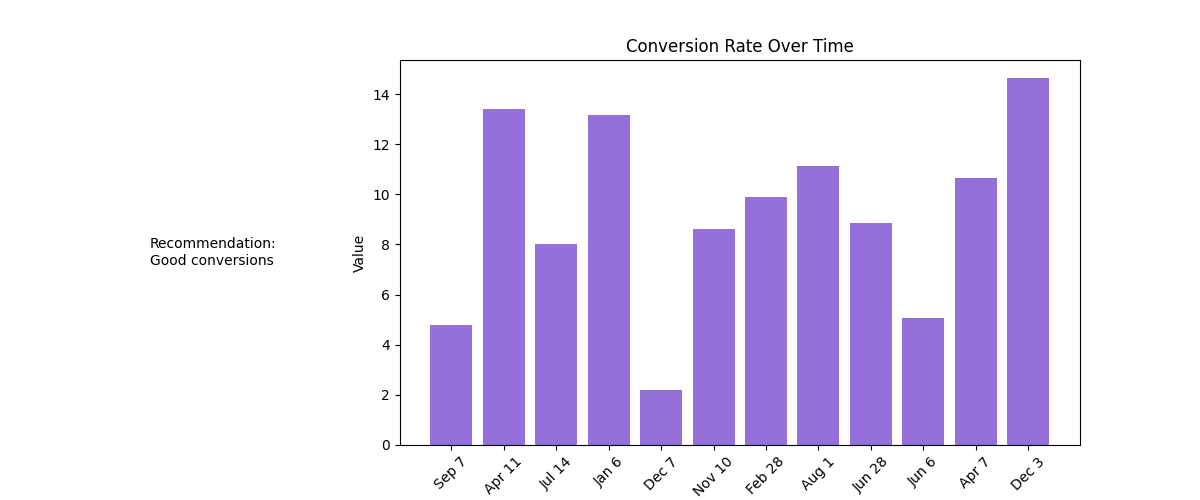 Conversion Rate Over Time
Recommendation:
Good conversions
Value
14
12
10
8
6
4
2
0
Sep 7
Apr 11
Jul 14
Jan 6
Dec 7
Nov 10
Feb 28
Aug 1
Jun 28
Jun 6
Apr 7
Dec 3